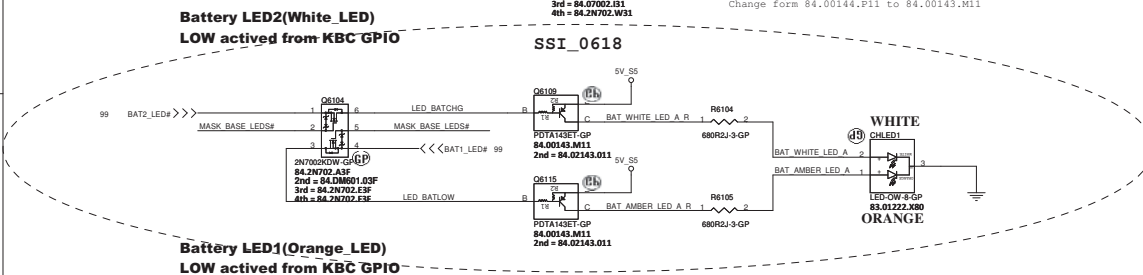 3rd = 84.07002.I31
4th = 84.2N702.W31
Change form 84.00144.P11 to 84.00143.M11
Battery LED2(White_LED)
LOW actived from KBC GPIO
SSI_0618
5V_S5
Q6104
Q6109
R2
R1
99 BAT2_LED#
1 6
LED_BATCHG
B
C
BAT_WHITE_LED_A_R
R6104
1 2
680R2J-3-GP
MASK_BASE_LEDS#
2 5
MASK_BASE_LEDS#
PDTA143ET-GP
84.00143.M11
2nd = 84.02143.011
WHITE
CHLED1
3 4
BAT1_LED# 99
BAT_WHITE_LED_A
2
3
2N7002KDW-GP
84.2N702.A3F
2nd = 84.DM601.03F
3rd = 84.2N702.E3F
4th = 84.2N702.F3F
5V_S5
Q6115
R2
R1
BAT_AMBER_LED_A
1
LED_BATLOW
B
C
BAT_AMBER_LED_A_R
R6105
1 2
680R2J-3-GP
LED-OW-8-GP
83.01222.X80
ORANGE
PDTA143ET-GP
84.00143.M11
2nd = 84.02143.011
Battery LED1(Orange_LED)
LOW actived from KBC GPIO